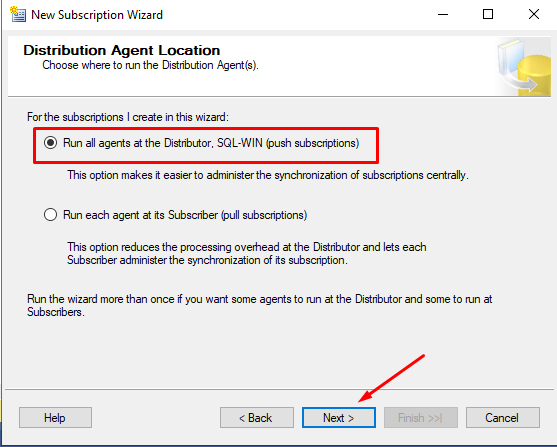 New Subscription Wizard
Distribution Agent Location
Choose where to run the Distribution Agent(s).
For the subscriptions I create in this wizard:
Run all agents at the Distributor, SQL-WIN (push subscriptions)
This option makes it easier to administer the synchronization of subscriptions centrally.
Run each agent at its Subscriber (pull subscriptions)
This option reduces the processing overhead at the Distributor and lets each
Subscriber administer the synchronization of its subscription.
Run the wizard more than once if you want some agents to run at the Distributor and some to run at
Subscribers.
Help
< Back
Next >
Finish >>|
Cancel